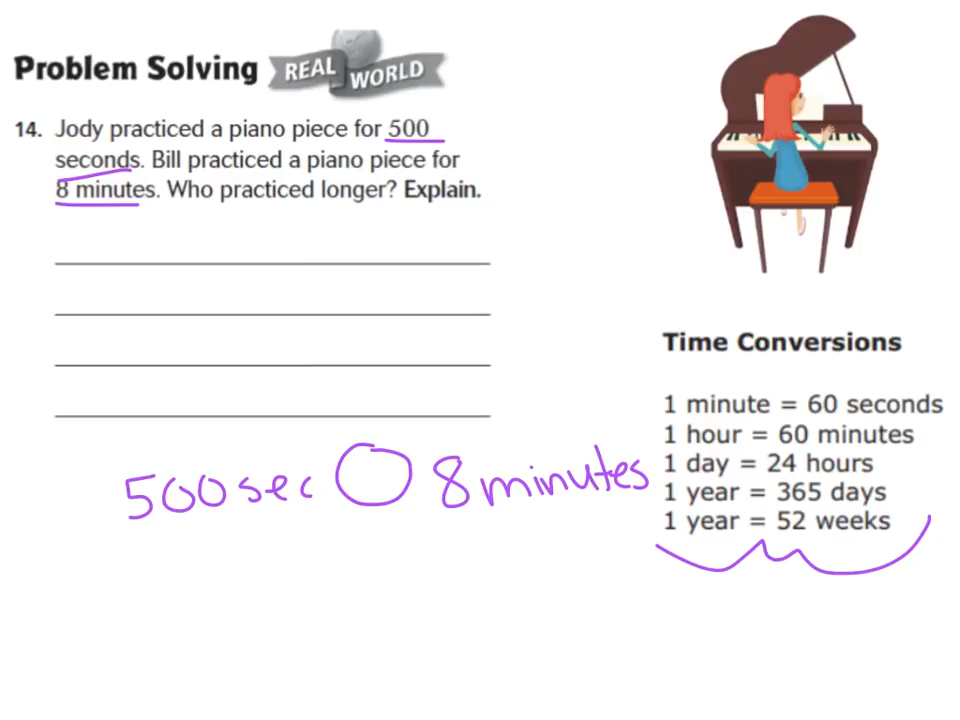 Problem Solving REAL WORLD
14. Jody practiced a piano piece for 500
seconds. Bill practiced a piano piece for
8 minutes. Who practiced longer? Explain.
Time Conversions
1 minute = 60 seconds
1 hour = 60 minutes
1 day = 24 hours
1 year = 365 days
1 year = 52 weeks
500 sec 8 minutes